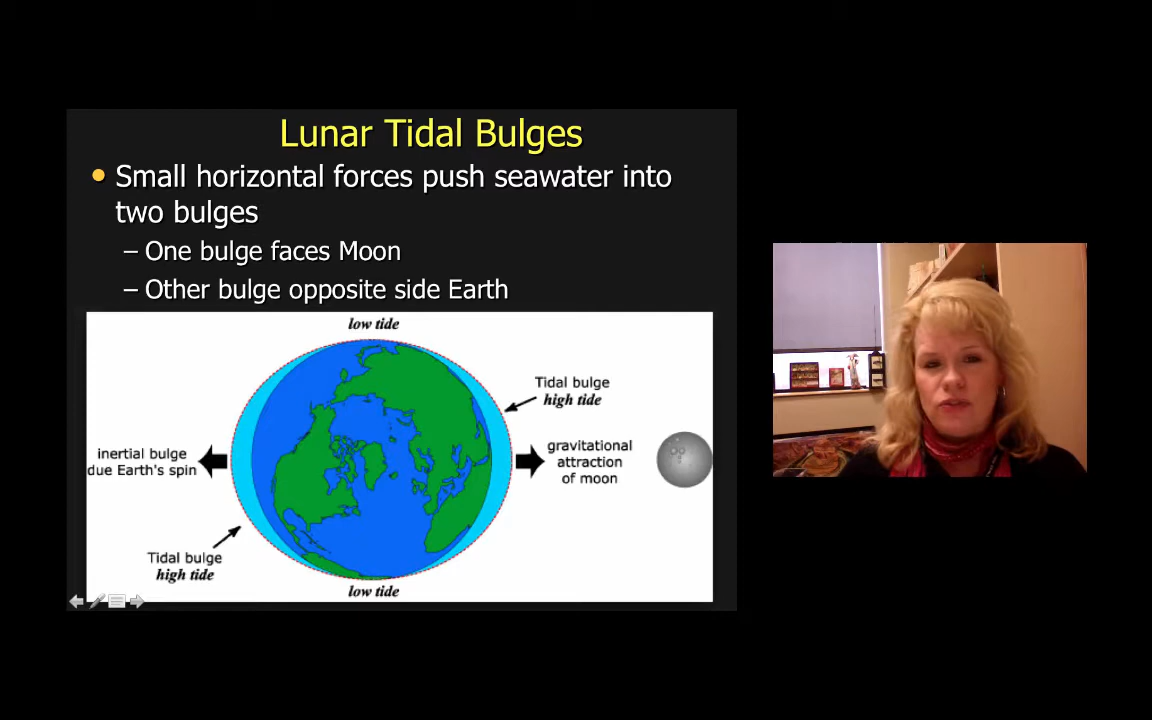 Lunar Tidal Bulges
• Small horizontal forces push seawater into
two bulges
– One bulge faces Moon
– Other bulge opposite side Earth
low tide
Tidal bulge
high tide
inertial bulge
due Earth's spin
gravitational
attraction
of moon
Tidal bulge
high tide
low tide